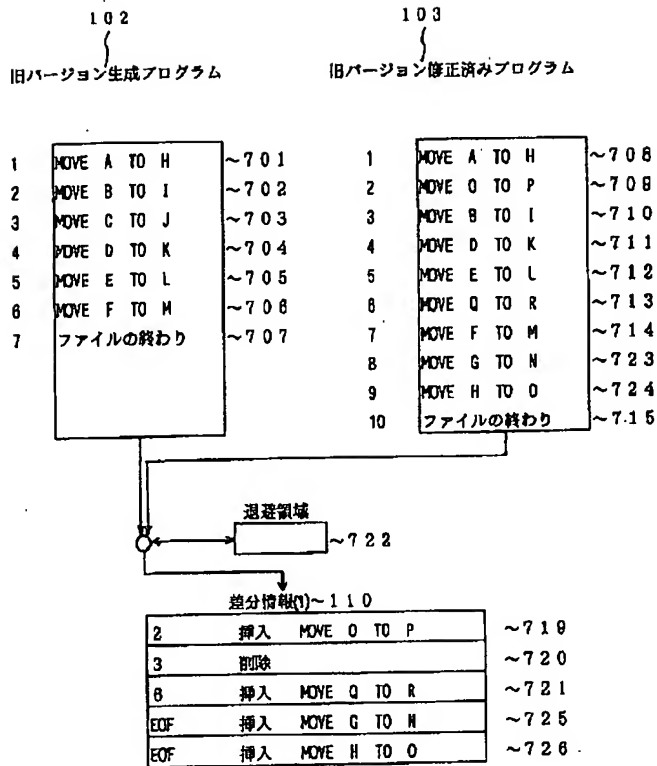 102 103
旧バージョン生成プログラム 旧バージョン修正済みプログラム
1 MOVE A TO H ~701
2 MOVE B TO I ~702
3 MOVE C TO J ~703
4 MOVE D TO K ~704
5 MOVE E TO L ~705
6 MOVE F TO M ~706
7 ファイルの終わり ~707
1 MOVE A TO H ~708
2 MOVE O TO P ~709
3 MOVE B TO I ~710
4 MOVE D TO K ~711
5 MOVE E TO L ~712
6 MOVE Q TO R ~713
7 MOVE F TO M ~714
8 MOVE G TO N ~723
9 MOVE H TO O ~724
10 ファイルの終わり ~715
退避領域
~722
差分情報(1)~110
2 挿入 MOVE O TO P ~719
3 削除 ~720
6 挿入 MOVE Q TO R ~721
EOF 挿入 MOVE G TO N ~725
EOF 挿入 MOVE H TO O ~726